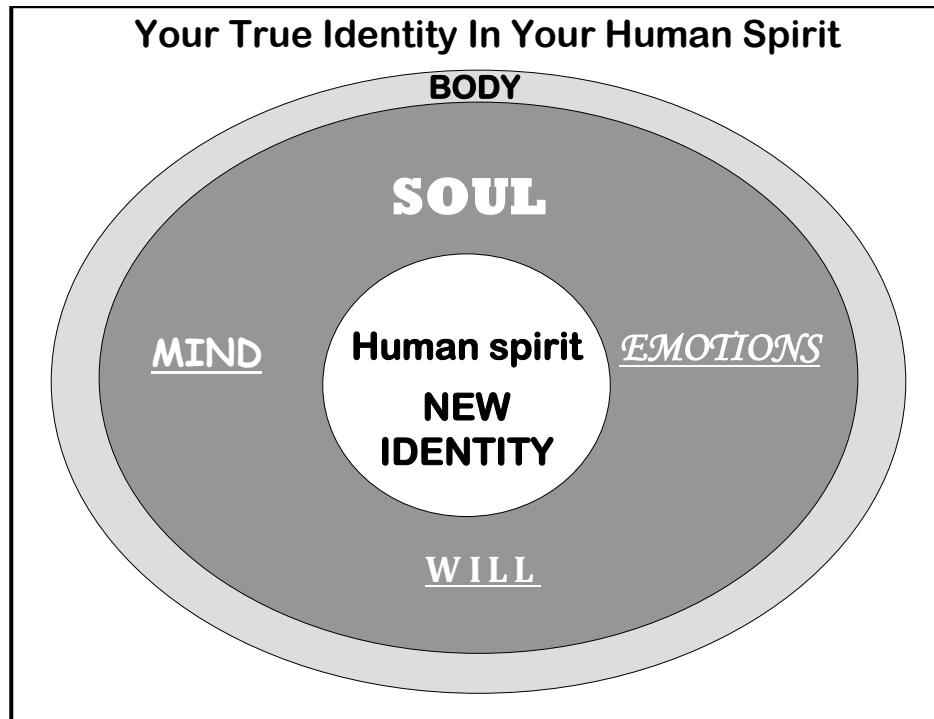 Your True Identity In Your Human Spirit
BODY
SOUL
MIND
Human spirit
EMOTIONS
NEW
IDENTITY
WILL